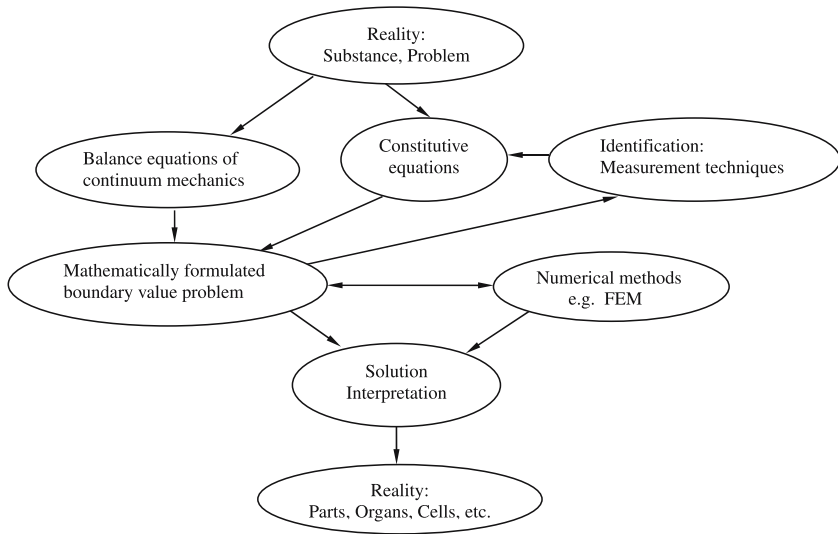 Reality:
Substance, Problem
Balance equations of
continuum mechanics
Constitutive
equations
Identification:
Measurement techniques
Mathematically formulated
boundary value problem
Numerical methods
e.g. FEM
Solution
Interpretation
Reality:
Parts, Organs, Cells, etc.